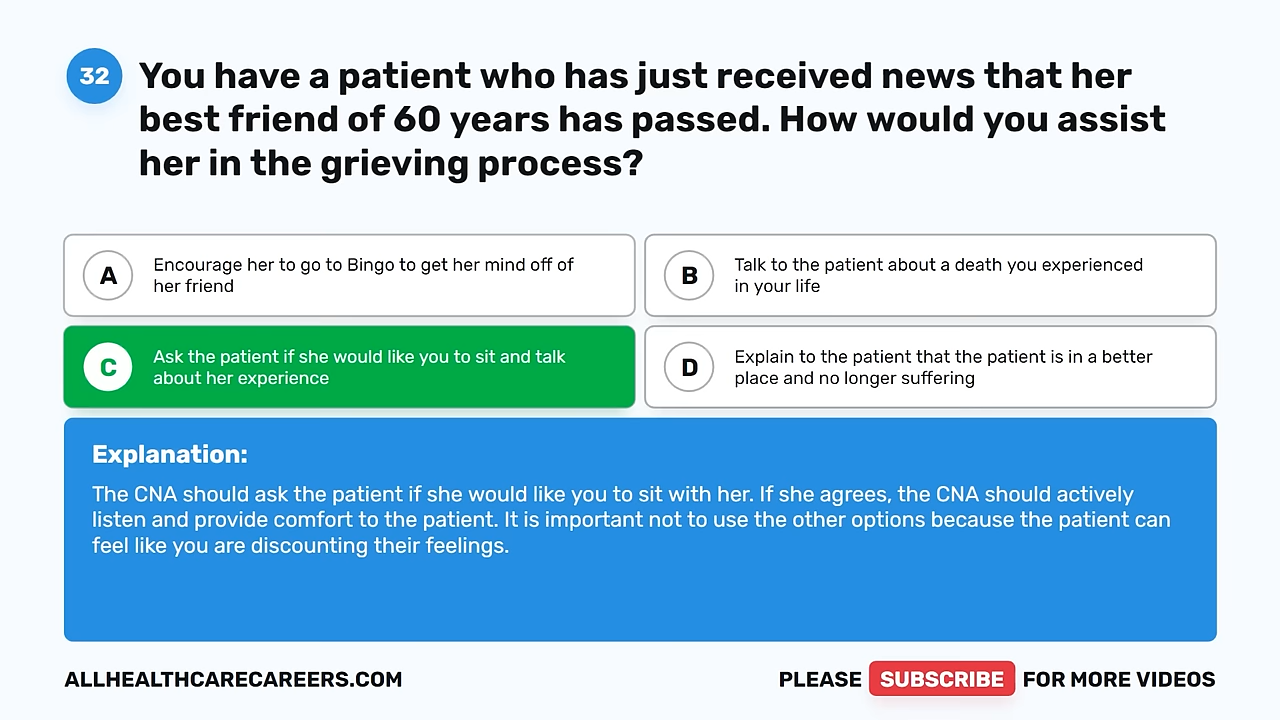 32
You have a patient who has just received news that her
best friend of 60 years has passed. How would you assist
her in the grieving process?
A
Encourage her to go to Bingo to get her mind off of
her friend
B
Talk to the patient about a death you experienced
in your life
C
Ask the patient if she would like you to sit and talk
about her experience
D
Explain to the patient that the patient is in a better
place and no longer suffering
Explanation:
The CNA should ask the patient if she would like you to sit with her. If she agrees, the CNA should actively
listen and provide comfort to the patient. It is important not to use the other options because the patient can
feel like you are discounting their feelings.
ALLHEALTHCARECAREERS.COM
PLEASE SUBSCRIBE FOR MORE VIDEOS